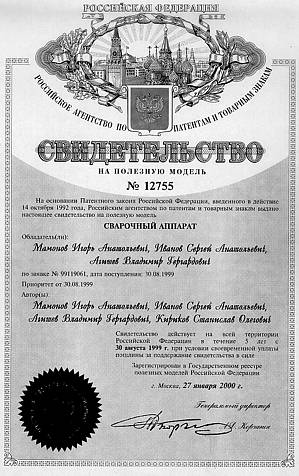 РОССИЙСКАЯ ФЕДЕРАЦИЯ
РОССИЙСКОЕ АГЕНТСТВО ПО ПАТЕНТАМ И ТОВАРНЫМ ЗНАКАМ
СВИДЕТЕЛЬСТВО
НА ПОЛЕЗНУЮ МОДЕЛЬ
№ 12755
На основании Патентного закона Российской Федерации, введенного в действие
14 октября 1992 года, Российским агентством по патентам и товарным знакам выдано
настоящее свидетельство на полезную модель
СВАРОЧНЫЙ АППАРАТ
Обладатель(ли):
Мамонов Игорь Анатольевич, Иванов Сергей Анатольевич,
Владимир Гергардович
по заявке № 99119061, дата поступления: 30.08.1999
Приоритет от 30.08.1999
Автор(ы):
Мамонов Игорь Анатольевич, Иванов Сергей Анатольевич,
Владимир Гергардович, Кириков Станислав Олегович
Свидетельство действует на всей территории
Российской Федерации в течение 5 лет с
30 августа 1999 г. при условии своевременной уплаты
пошлины за поддержание свидетельства в силе
Зарегистрирован в Государственном реестре
полезных моделей Российской Федерации
г. Москва, 27 января 2000 г.
Генеральный директор